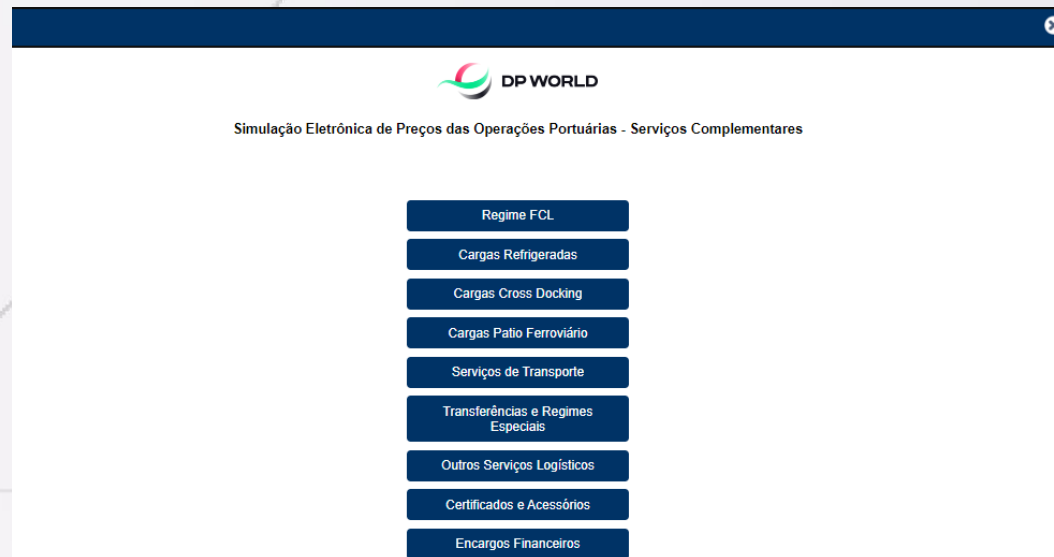 DP WORLD
Simulação Eletrônica de Preços das Operações Portuárias - Serviços Complementares
Regime FCL
Cargas Refrigeradas
Cargas Cross Docking
Cargas Patio Ferroviário
Serviços de Transporte
Transferências e Regimes
Especiais
Outros Serviços Logísticos
Certificados e Acessórios
Encargos Financeiros